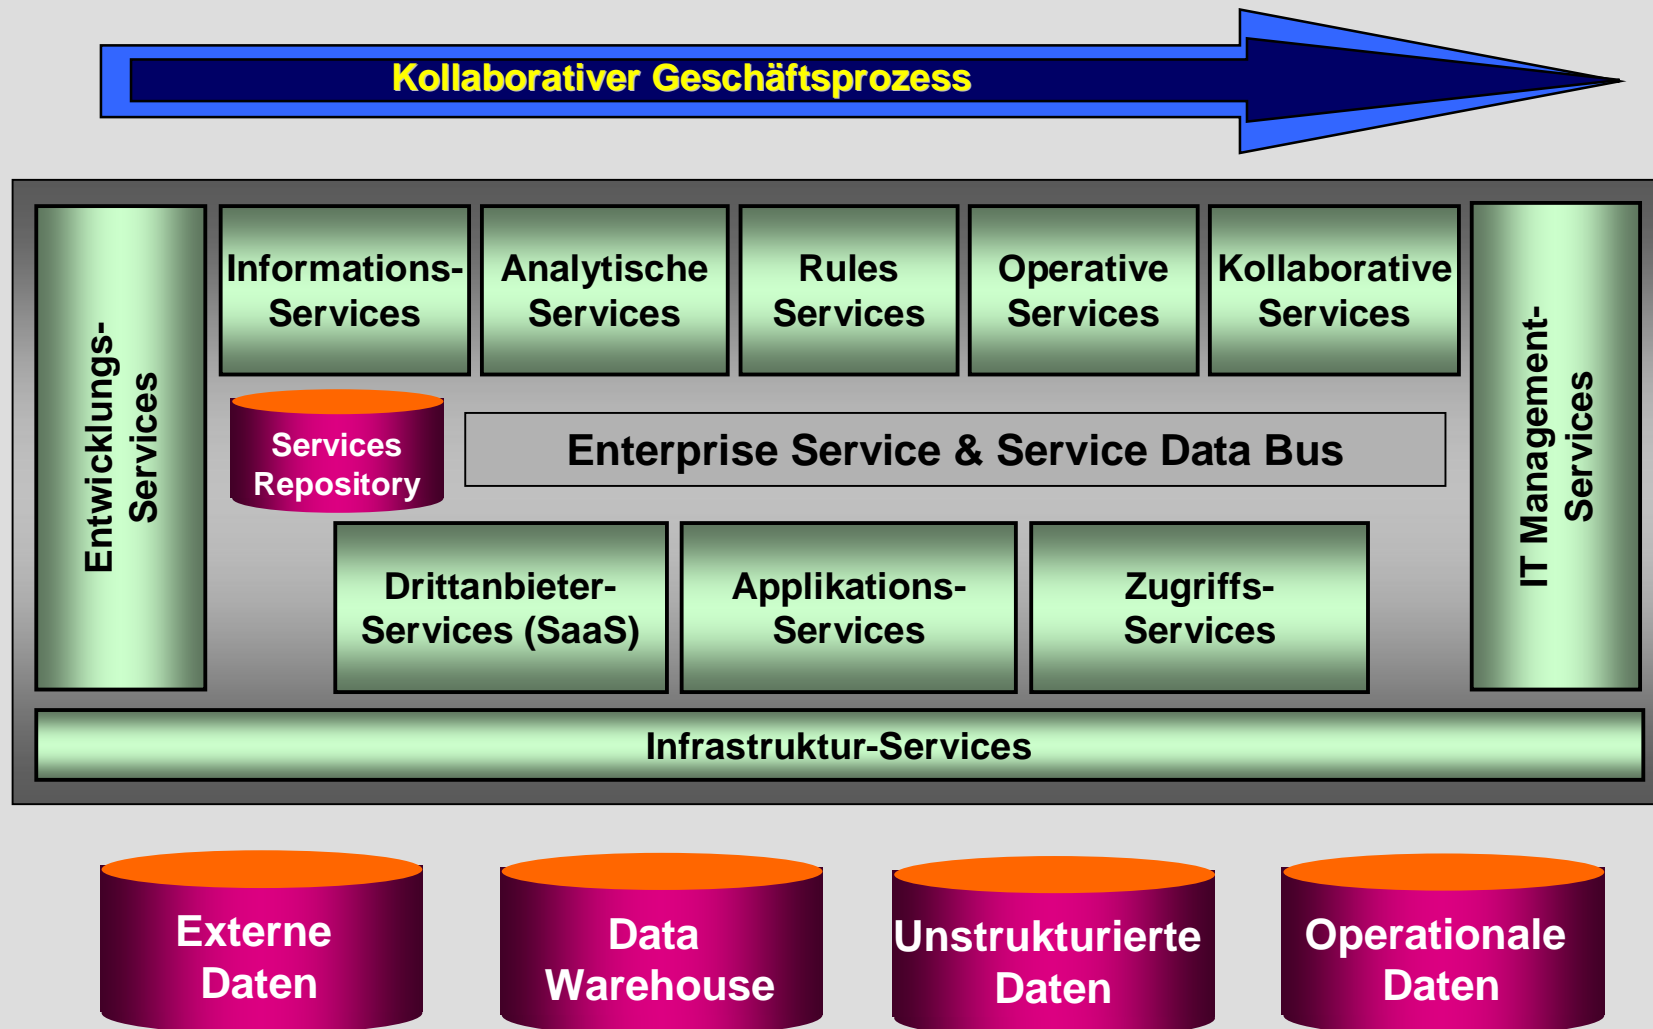 Kollaborativer Geschäftsprozess
Entwicklungs-
Services
Informations-
Services
Analytische
Services
Rules
Services
Operative
Services
Kollaborative
Services
IT Management-
Services
Services
Repository
Enterprise Service & Service Data Bus
Drittanbieter-
Services (SaaS)
Applikations-
Services
Zugriffs-
Services
Infrastruktur-Services
Externe
Daten
Data
Warehouse
Unstrukturierte
Daten
Operationale
Daten